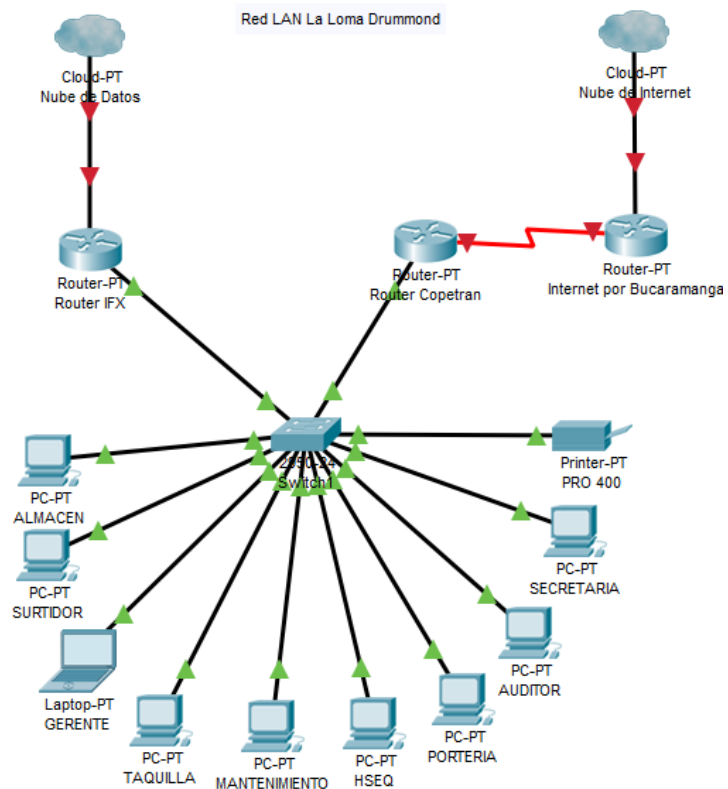 Red LAN La Loma Drummond
Cloud-PT
Nube de Datos
Cloud-PT
Nube de Internet
Router-PT
Router IFX
Router-PT
Router Copetran
Router-PT
Internet por Bucaramanga
2950-24
Switch1
Printer-PT
PRO 400
PC-PT
ALMACEN
PC-PT
SECRETARIA
PC-PT
SURTIDOR
PC-PT
AUDITOR
Laptop-PT
GERENTE
PC-PT
TAQUILLA
PC-PT
MANTENIMIENTO
PC-PT
HSEQ
PC-PT
PORTERIA